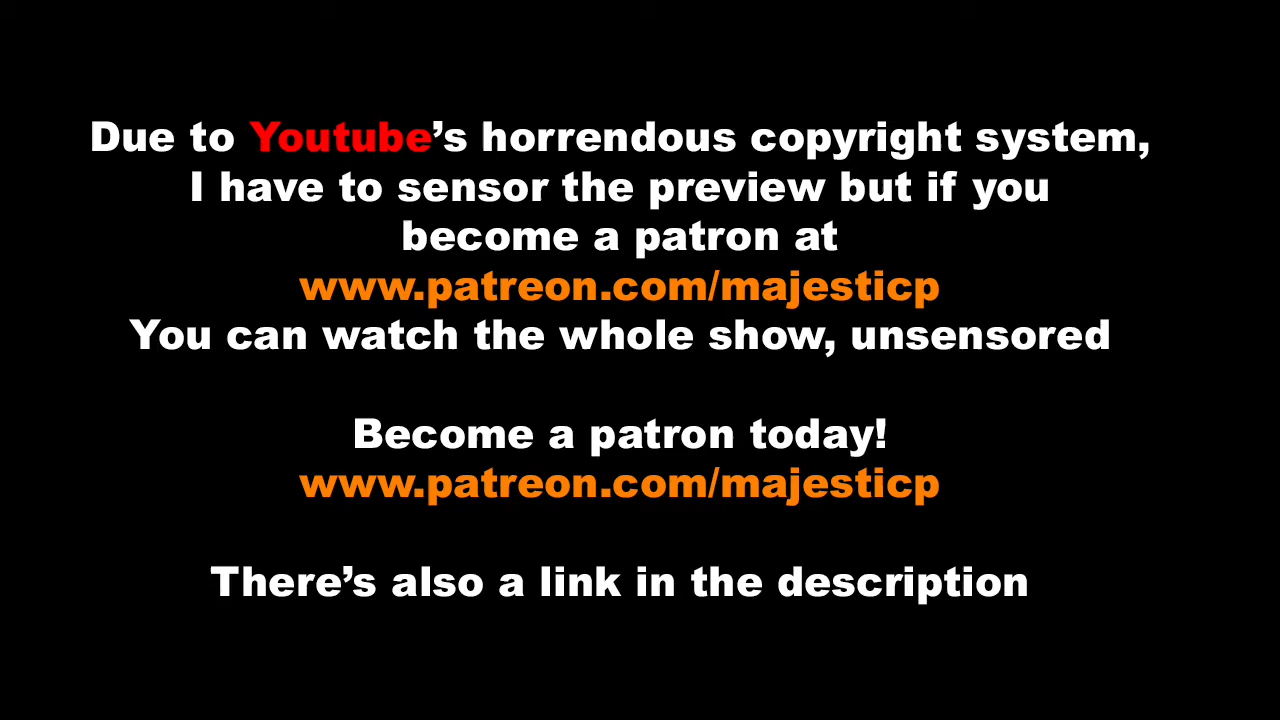 Due to Youtube’s horrendous copyright system,
I have to sensor the preview but if you
become a patron at
www.patreon.com/majesticp
You can watch the whole show, unsensored
Become a patron today!
www.patreon.com/majesticp
There’s also a link in the description